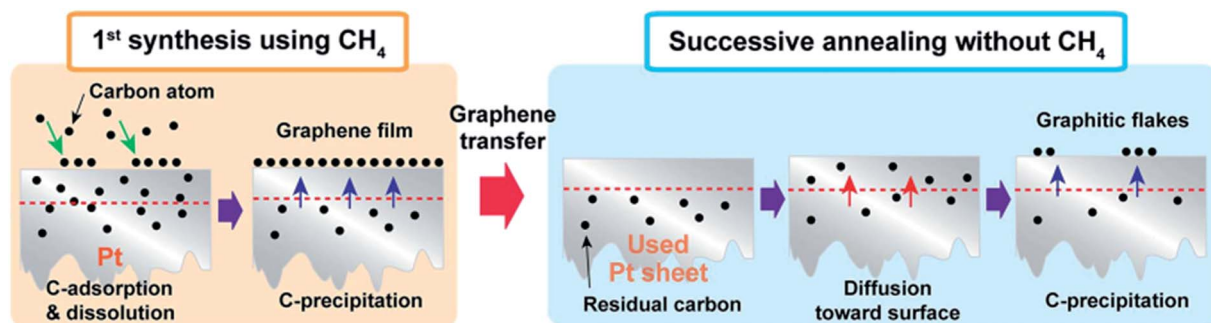 1st synthesis using CH4
Successive annealing without CH4
Carbon atom
Graphene film
Pt
C-adsorption
& dissolution
C-precipitation
Graphene
transfer
Graphitic flakes
Used
Pt sheet
Residual carbon
Diffusion
toward surface
C-precipitation